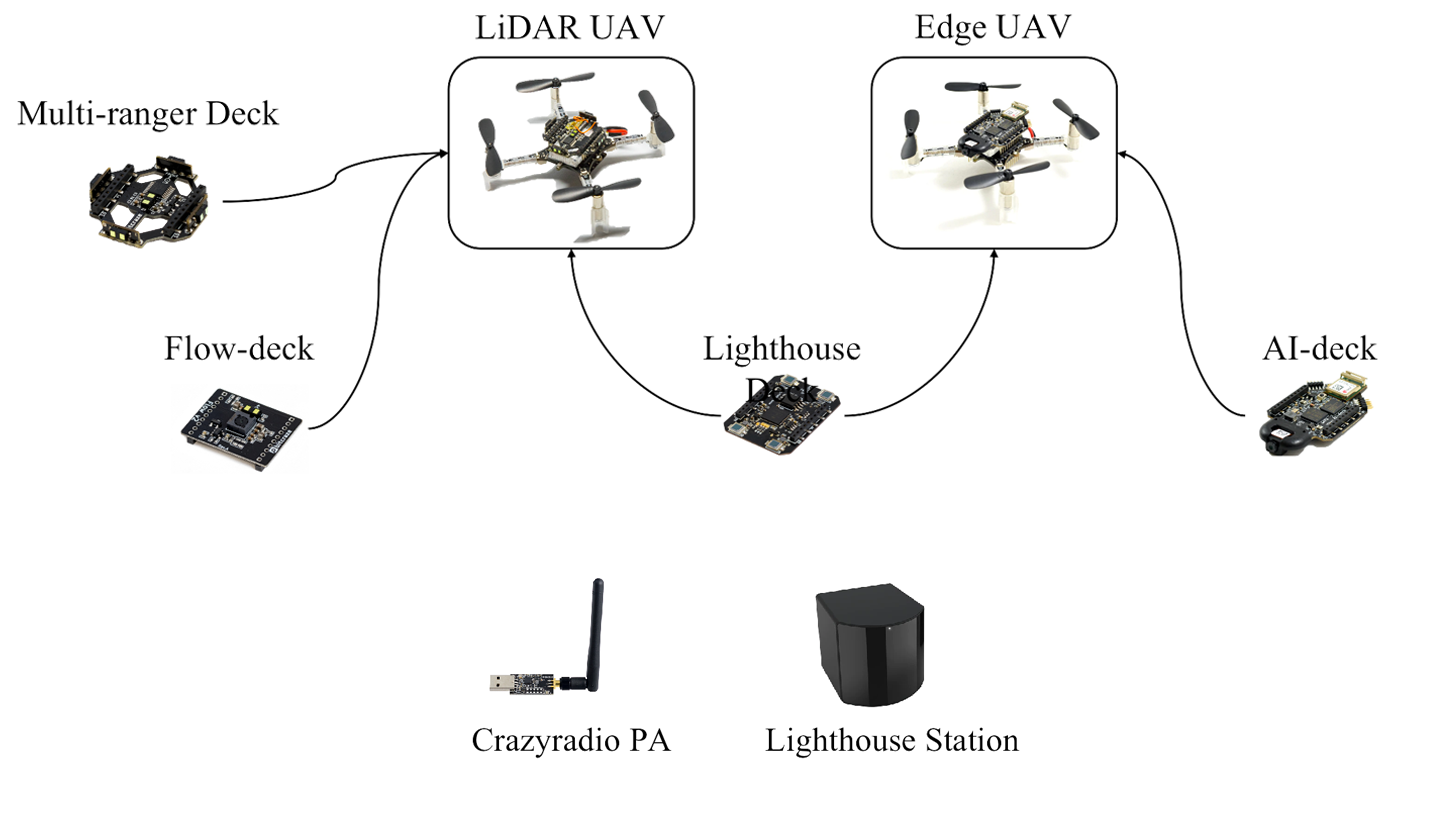 LiDAR UAV
Edge UAV
Multi-ranger Deck
Flow-deck
Lighthouse
Deck
AI-deck
Crazyradio PA
Lighthouse Station